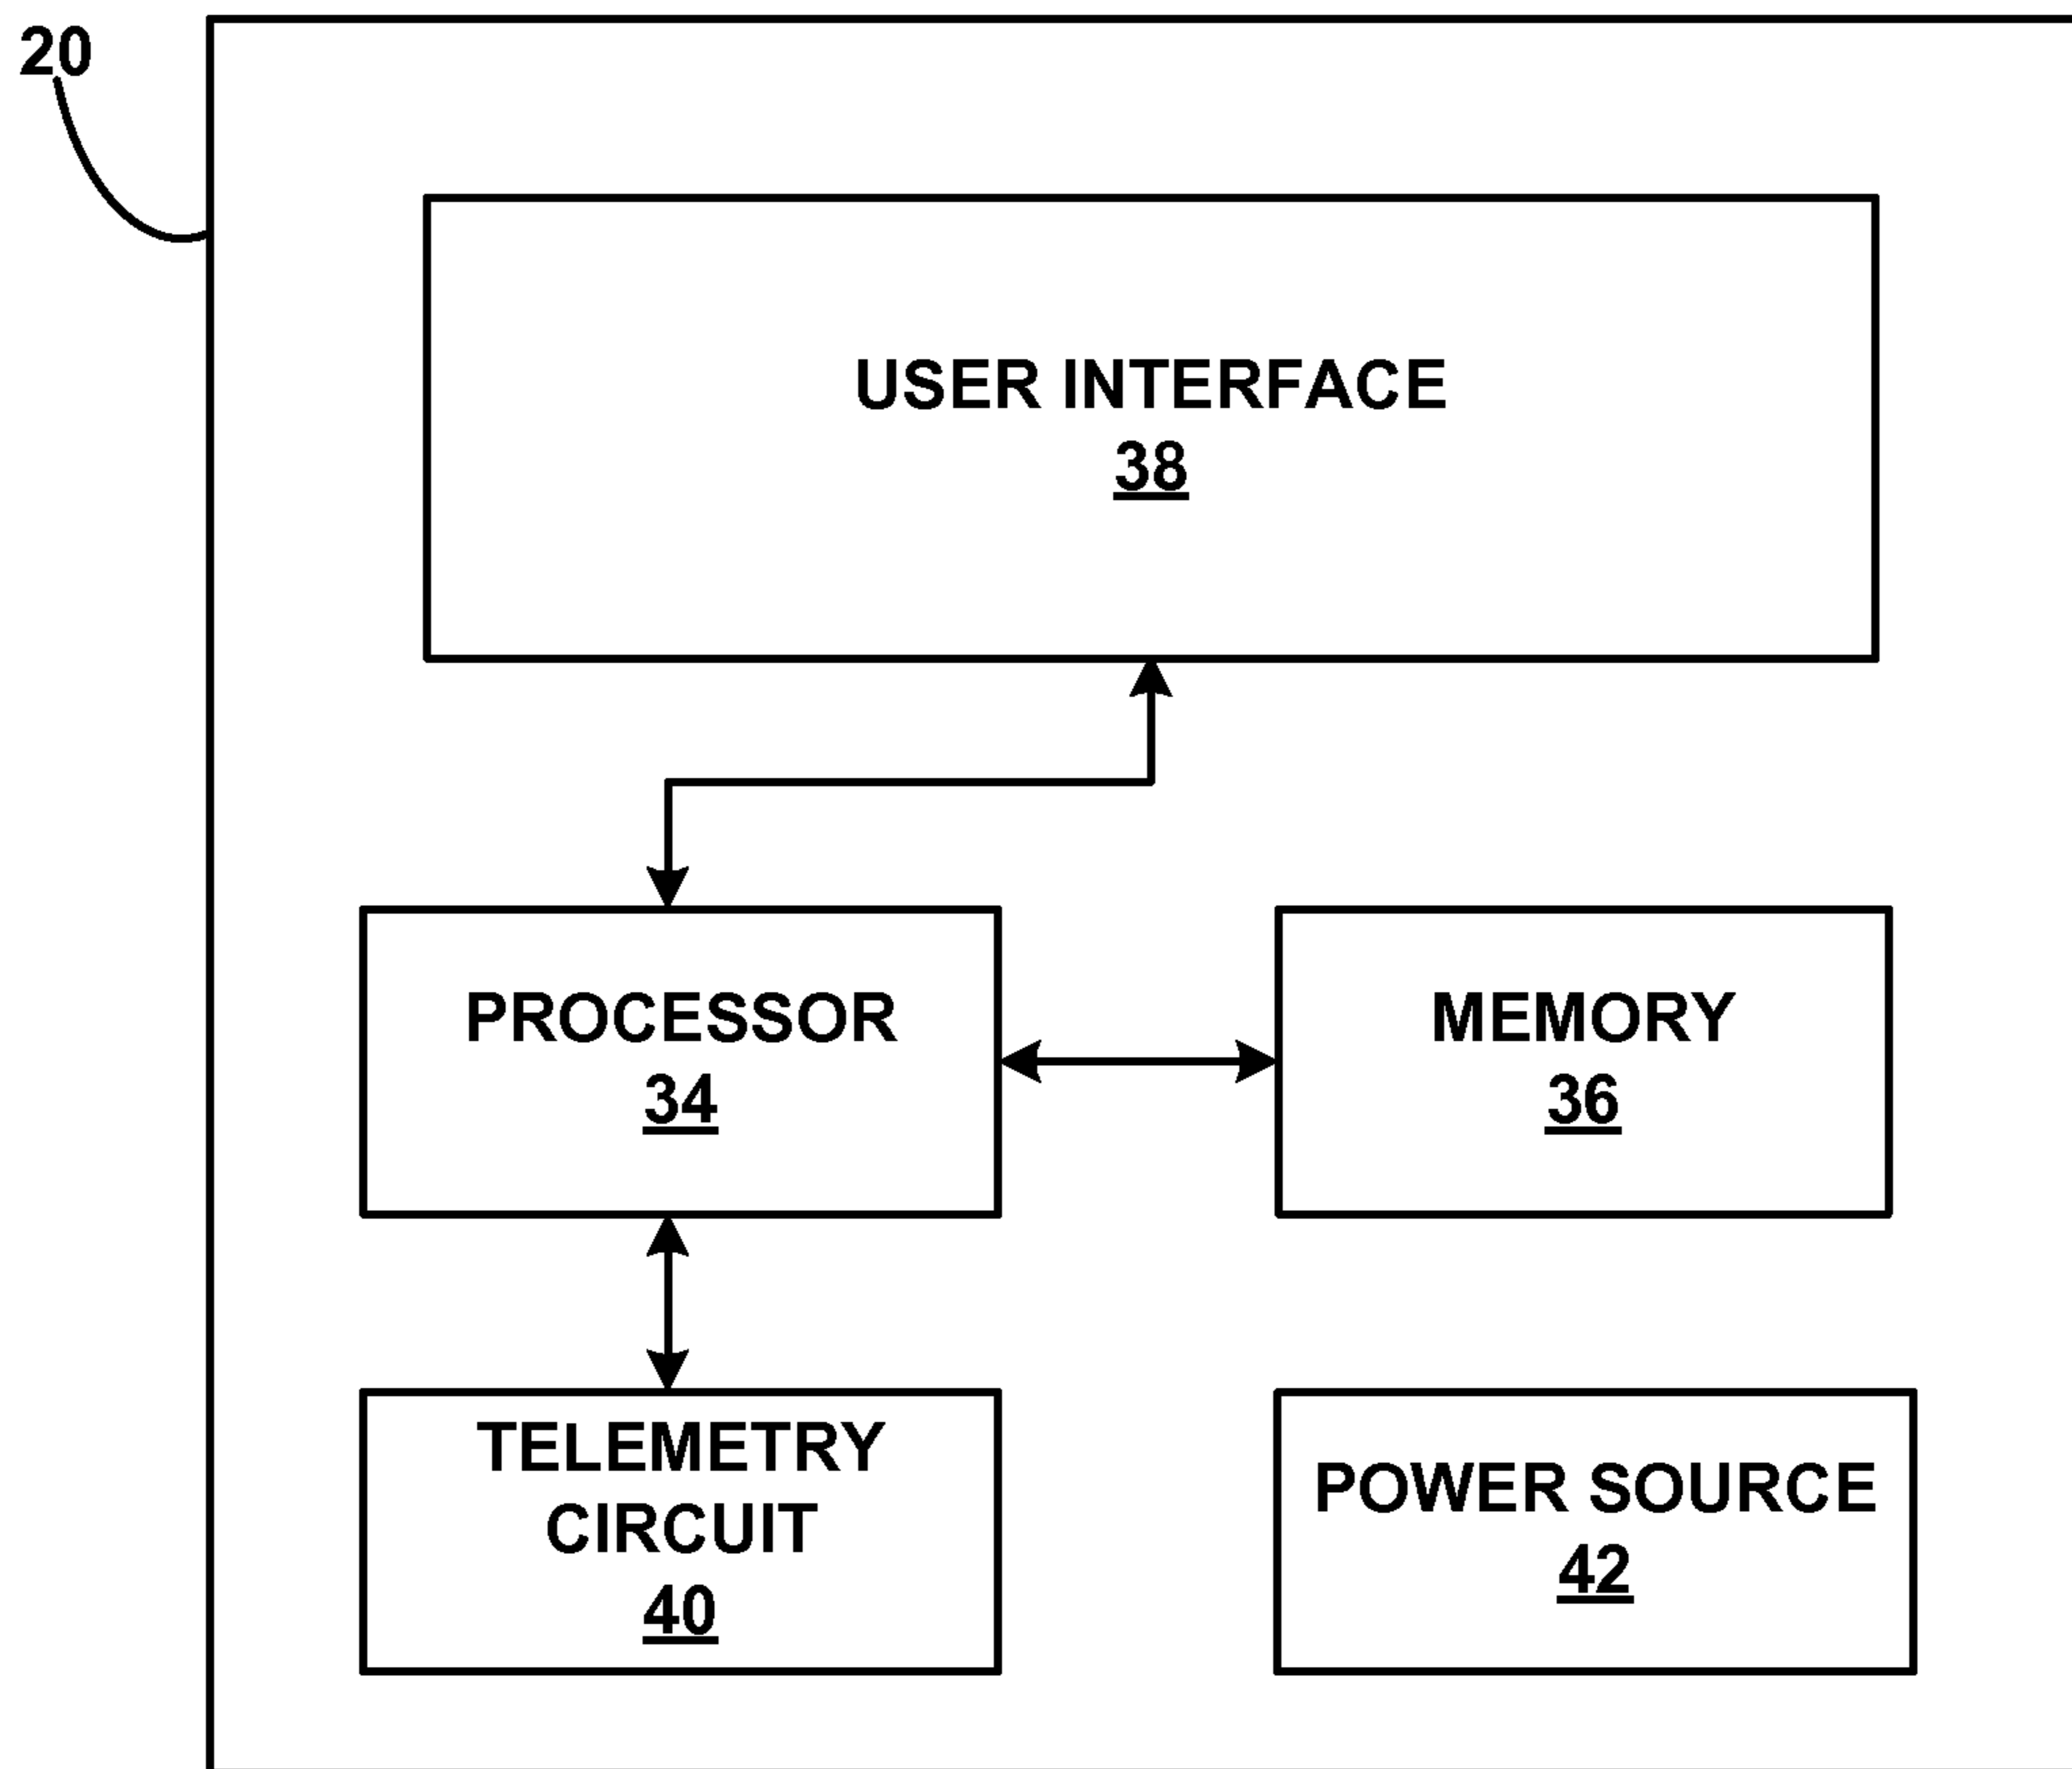 20
USER INTERFACE
38
PROCESSOR
34
MEMORY
36
TELEMETRY
CIRCUIT
40
POWER SOURCE
42